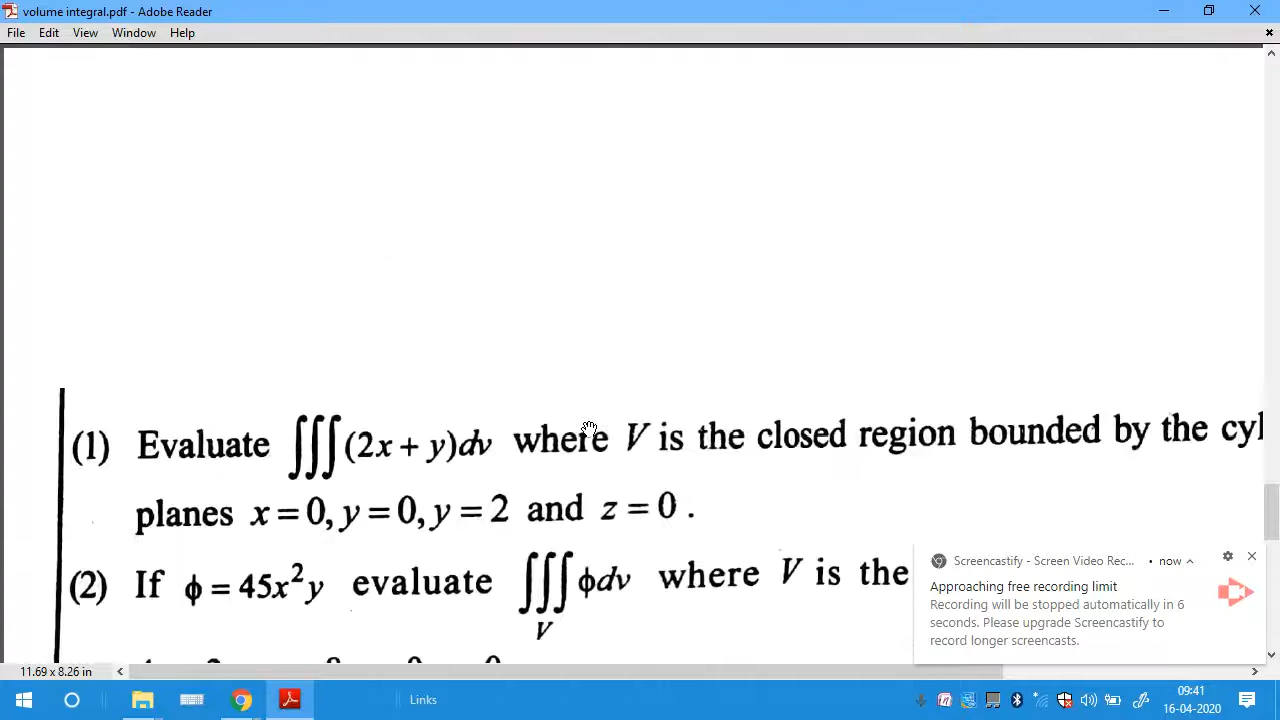 volume integral.pdf - Adobe Reader
File Edit View Window Help
(1) Evaluate ∭(2x + y)dv where V is the closed region bounded by the cyl
planes x = 0, y = 0, y = 2 and z = 0 .
(2) If ϕ = 45x²y evaluate ∭ϕdv where V is the
V
Screencastify - Screen Video Rec... • now
Approaching free recording limit
Recording will be stopped automatically in 6
seconds. Please upgrade Screencastify to
record longer screencasts.
11.69 x 8.26 in
Links
09:41
16-04-2020